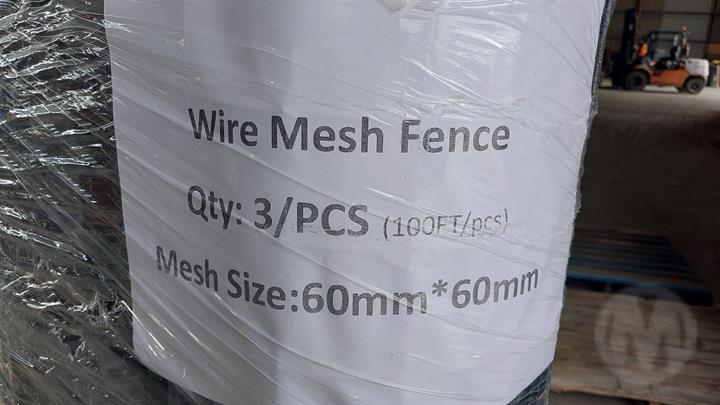 Wire Mesh Fence
Qty: 3/PCS (100FT/pcs)
Mesh Size:60mm*60mm
M